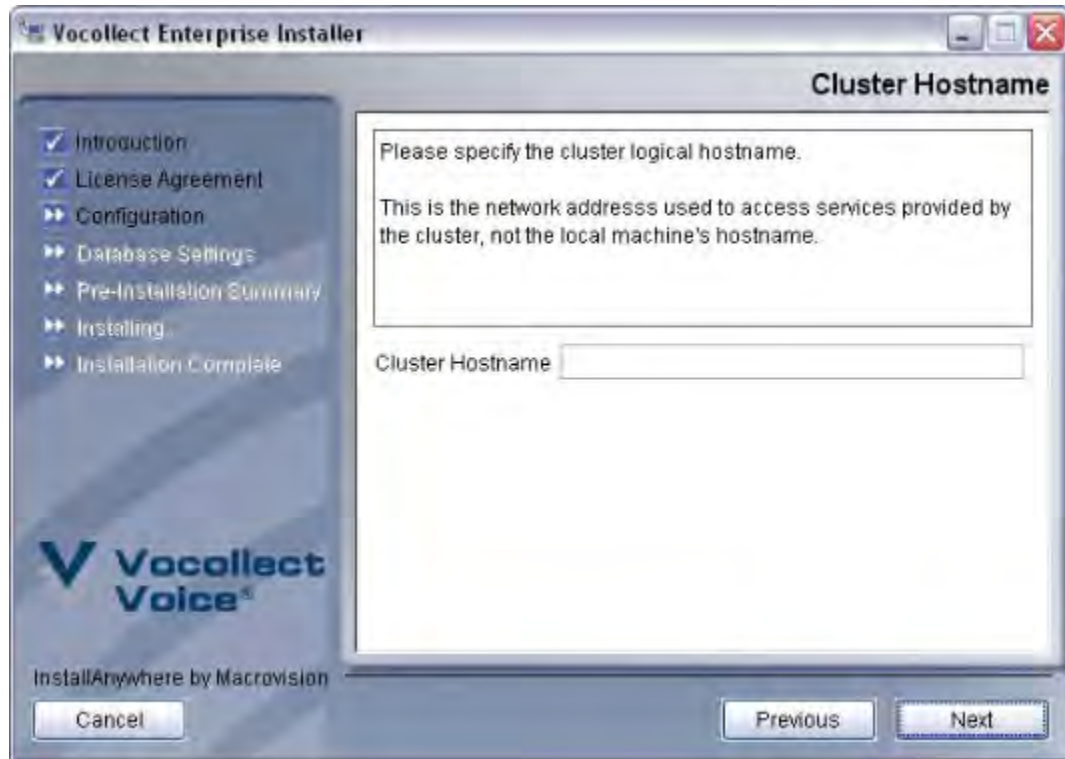 Vocollect Enterprise Installer
Cluster Hostname
Introduction
License Agreement
Configuration
Database Settings
Pre-Installation Summary
Installing...
Installation Complete
Please specify the cluster logical hostname.
This is the network addresss used to access services provided by
the cluster, not the local machine's hostname.
Cluster Hostname
Vocollect
Voice®
InstallAnywhere by Macrovision
Cancel
Previous
Next